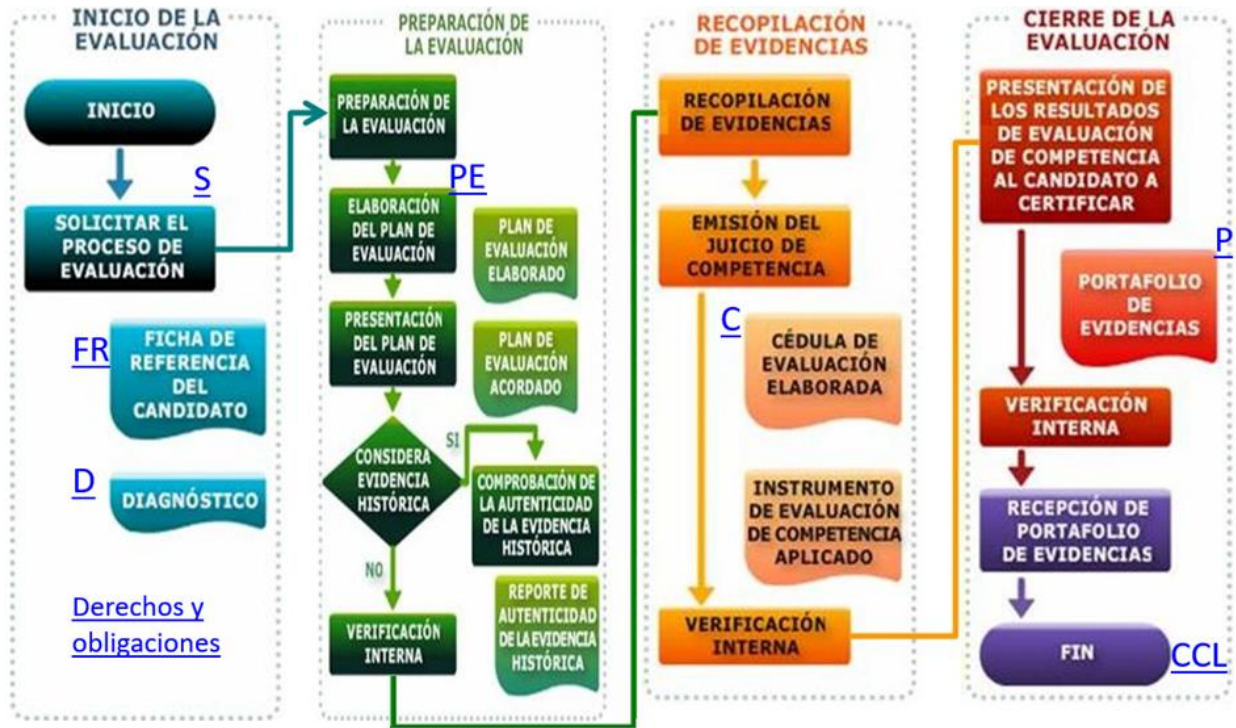 INICIO DE LA
EVALUACIÓN
INICIO
S
SOLICITAR EL
PROCESO DE
EVALUACIÓN
FR
FICHA DE
REFERENCIA
DEL
CANDIDATO
D
DIAGNÓSTICO
Derechos y
obligaciones
PREPARACIÓN DE
LA EVALUACIÓN
PREPARACIÓN DE
LA EVALUACIÓN
PE
ELABORACIÓN
DEL PLAN DE
EVALUACIÓN
PLAN DE
EVALUACIÓN
ELABORADO
PRESENTACIÓN
DEL PLAN DE
EVALUACIÓN
PLAN DE
EVALUACIÓN
ACORDADO
CONSIDERA
EVIDENCIA
HISTÓRICA
SI
COMPROBACIÓN DE
LA AUTENTICIDAD
DE LA EVIDENCIA
HISTÓRICA
NO
REPORTE DE
AUTENTICIDAD
DE LA EVIDENCIA
HISTÓRICA
VERIFICACIÓN
INTERNA
RECOPILACIÓN
DE EVIDENCIAS
RECOPILACIÓN
DE EVIDENCIAS
EMISIÓN DEL
JUICIO DE
COMPETENCIA
C
CÉDULA DE
EVALUACIÓN
ELABORADA
INSTRUMENTO
DE EVALUACIÓN
DE COMPETENCIA
APLICADO
VERIFICACIÓN
INTERNA
CIERRE DE LA
EVALUACIÓN
PRESENTACIÓN DE
LOS RESULTADOS
DE EVALUACIÓN
DE COMPETENCIA
AL CANDIDATO A
CERTIFICAR
P
PORTAFOLIO
DE
EVIDENCIAS
VERIFICACIÓN
INTERNA
RECEPCIÓN DE
PORTAFOLIO
DE EVIDENCIAS
FIN
CCL